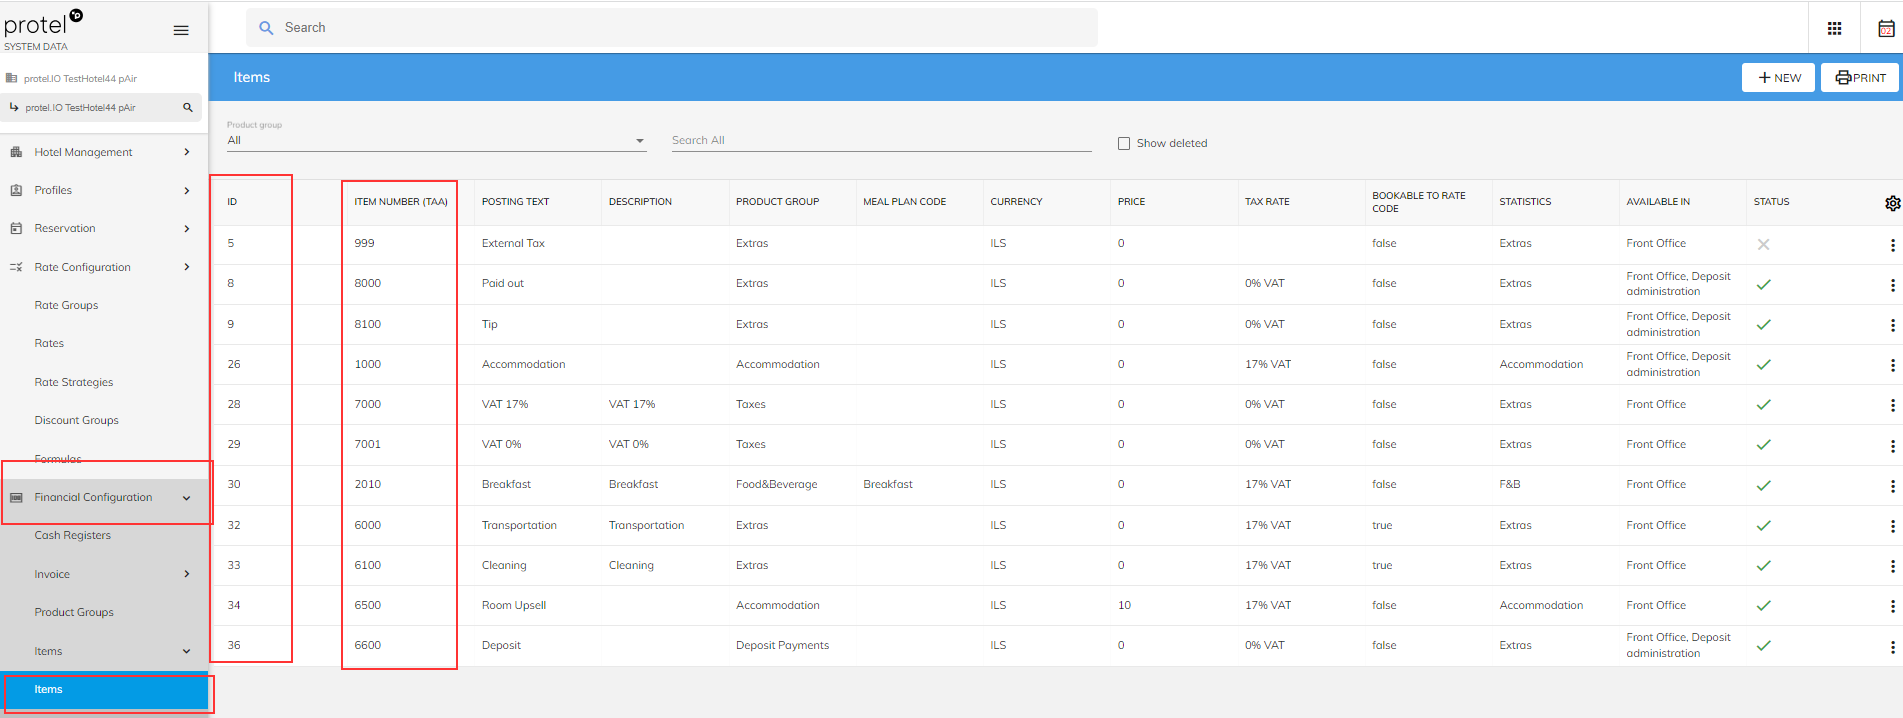 protel
SYSTEM DATA
Search
02
protel.IO TestHotel44 pAir
protel.IO TestHotel44 pAir
Hotel Management
Profiles
Reservation
Rate Configuration
Rate Groups
Rates
Rate Strategies
Discount Groups
Formulas
Financial Configuration
Cash Registers
Invoice
Product Groups
Items
Items
Items
NEW
PRINT
Product group
All
Search All
Show deleted
ID ITEM NUMBER (TAA) POSTING TEXT DESCRIPTION PRODUCT GROUP MEAL PLAN CODE CURRENCY PRICE TAX RATE BOOKABLE TO RATE CODE STATISTICS AVAILABLE IN STATUS
5 999 External Tax Extras ILS 0 false Extras Front Office
8 8000 Paid out Extras ILS 0 0% VAT false Extras Front Office, Deposit administration
9 8100 Tip Extras ILS 0 0% VAT false Extras Front Office, Deposit administration
26 1000 Accommodation Accommodation ILS 0 17% VAT false Accommodation Front Office, Deposit administration
28 7000 VAT 17% VAT 17% Taxes ILS 0 0% VAT false Extras Front Office
29 7001 VAT 0% VAT 0% Taxes ILS 0 0% VAT false Extras Front Office
30 2010 Breakfast Breakfast Food&Beverage Breakfast ILS 0 17% VAT false F&B Front Office
32 6000 Transportation Transportation Extras ILS 0 17% VAT true Extras Front Office
33 6100 Cleaning Cleaning Extras ILS 0 17% VAT true Extras Front Office
34 6500 Room Upsell Accommodation ILS 10 17% VAT false Accommodation Front Office
36 6600 Deposit Deposit Payments ILS 0 0% VAT false Extras Front Office, Deposit administration